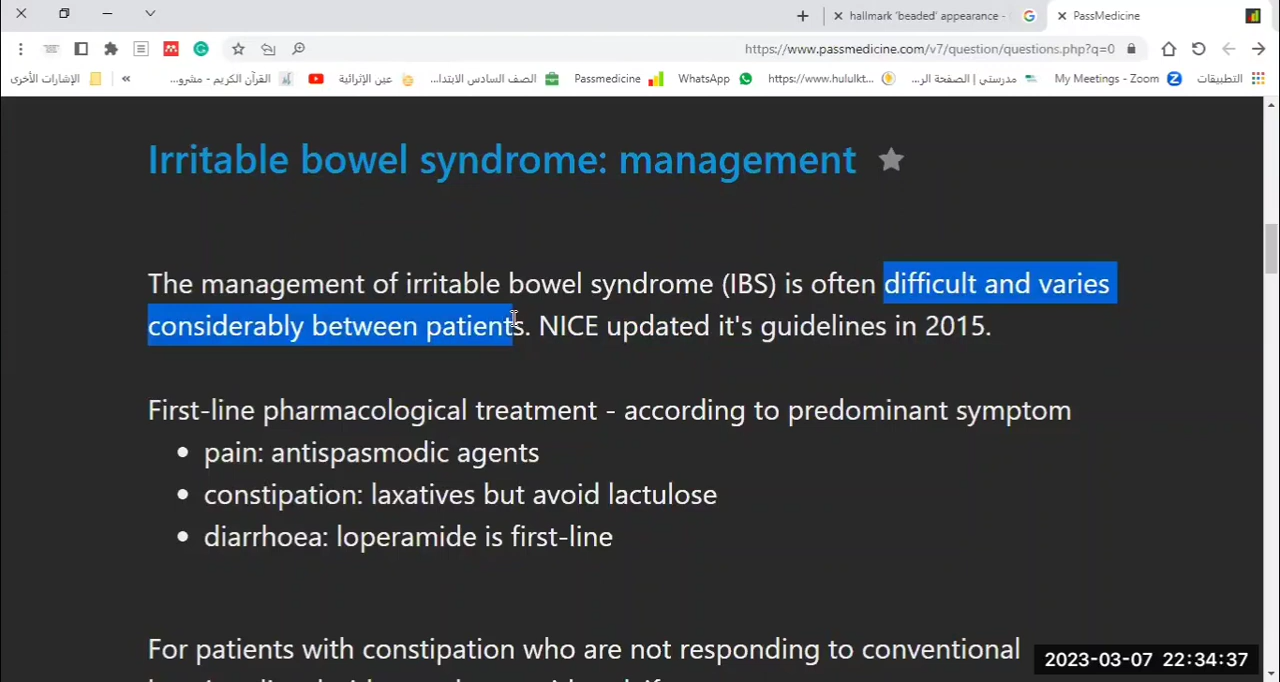 hallmark 'beaded' appearance -
PassMedicine
https://www.passmedicine.com/v7/question/questions.php?q=0
الإشارات الأخرى
«
القرآن الكريم - مشرو...
عين الإثرائية
الصف السادس الابتدا...
Passmedicine
WhatsApp
https://www.hululkt...
مدرستي | الصفحة الر...
My Meetings - Zoom
التطبيقات
Irritable bowel syndrome: management
The management of irritable bowel syndrome (IBS) is often difficult and varies
considerably between patients. NICE updated it's guidelines in 2015.
First-line pharmacological treatment - according to predominant symptom
• pain: antispasmodic agents
• constipation: laxatives but avoid lactulose
• diarrhoea: loperamide is first-line
For patients with constipation who are not responding to conventional
2023-03-07 22:34:37